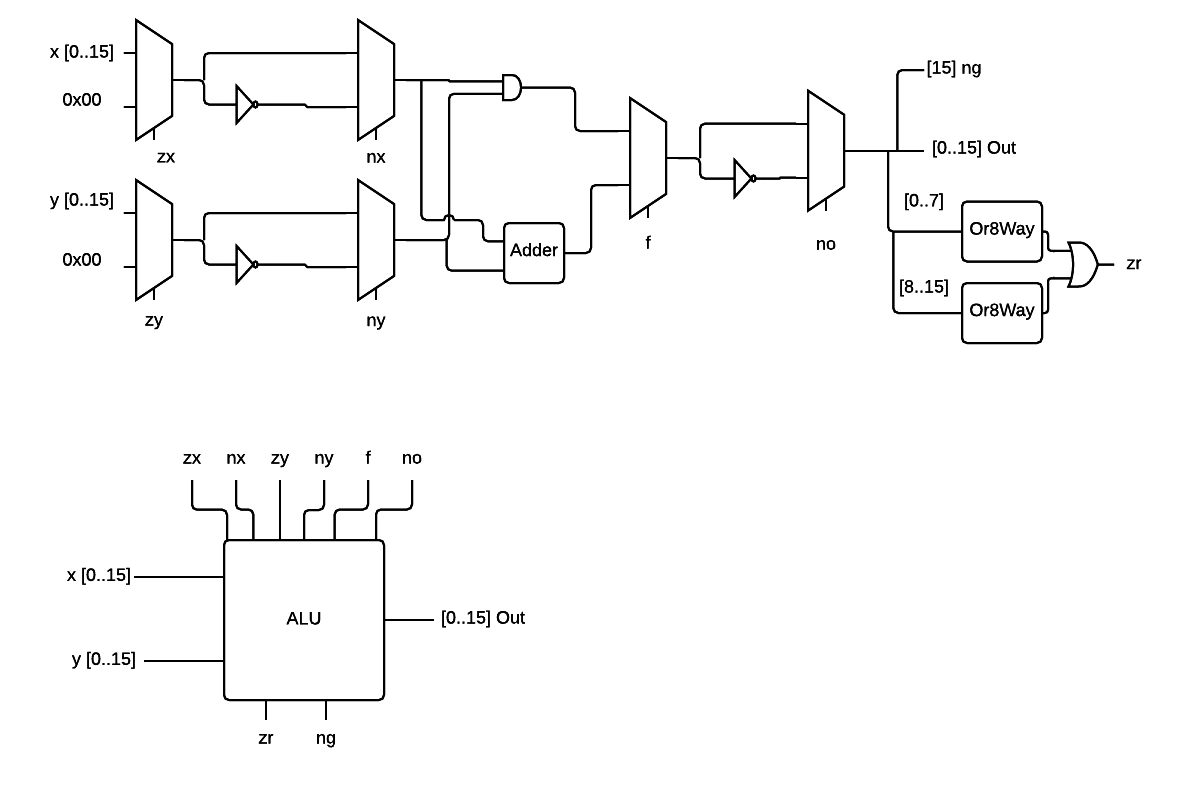 x [0..15]
0x00
zx
nx
y [0..15]
0x00
zy
ny
Adder
f
no
[15] ng
[0..15] Out
[0..7]
Or8Way
[8..15]
Or8Way
zr
zx nx zy ny f no
x [0..15]
y [0..15]
ALU
[0..15] Out
zr ng